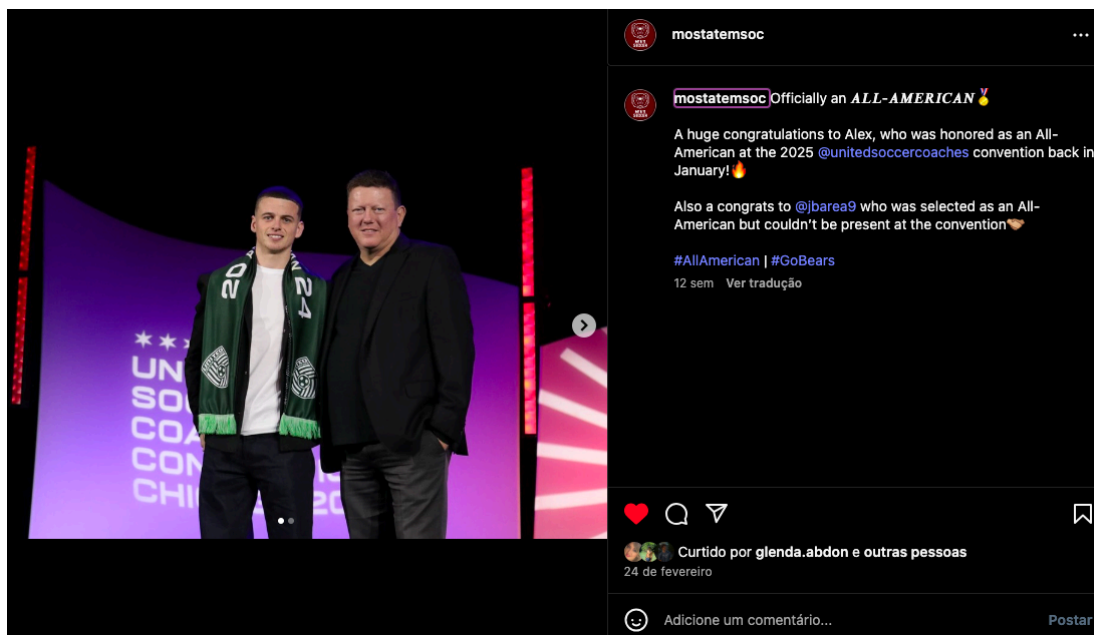 mostatemsoc
mostatemsoc Officially an ALL-AMERICAN🏅
A huge congratulations to Alex, who was honored as an All-
American at the 2025 @unitedsoccercoaches convention back in
January!🔥
Also a congrats to @jbarea9 who was selected as an All-
American but couldn't be present at the convention🤝
#AllAmerican | #GoBears
12 sem Ver tradução
20 24
UN
SO
COA
CON
CHI 20
Curtido por glenda.abdon e outras pessoas
24 de fevereiro
Adicione um comentário...
Postar